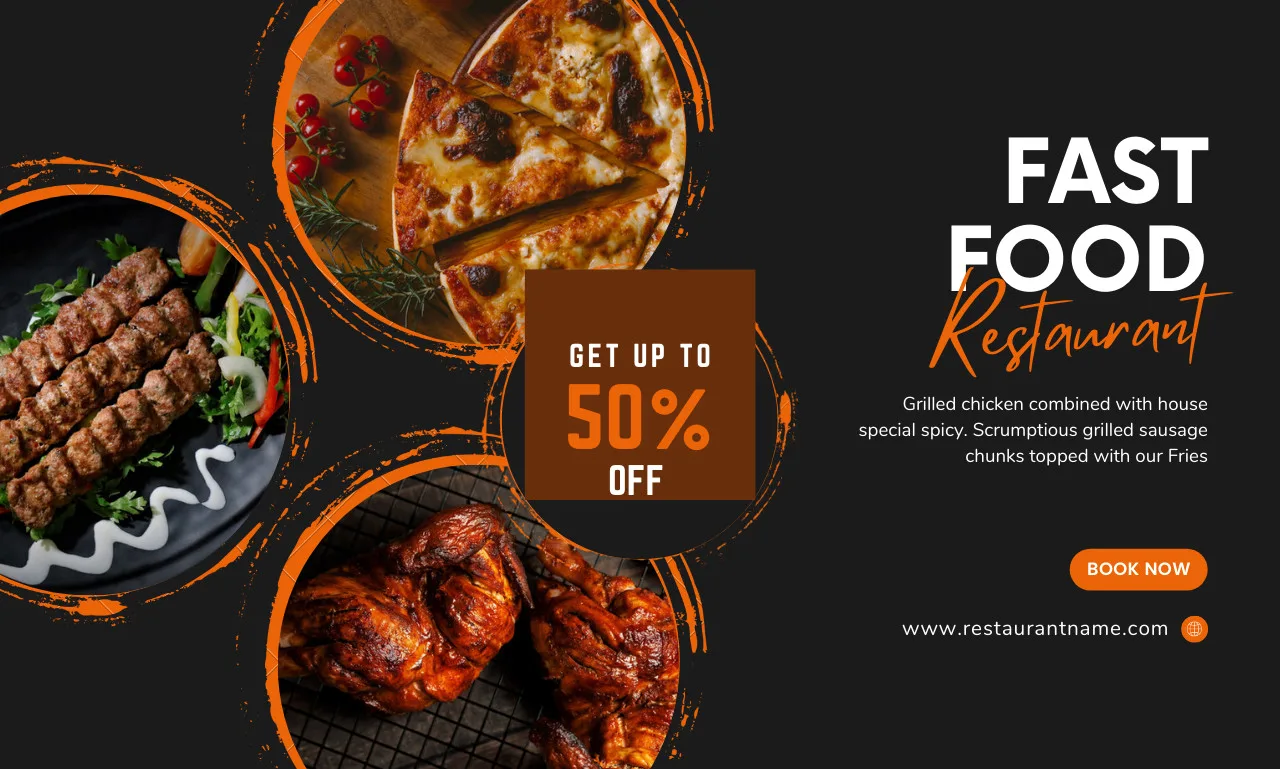 GET UP TO
50%
OFF
FAST
FOOD
Restaurant
Grilled chicken combined with house
special spicy. Scrumptious grilled sausage
chunks topped with our Fries
BOOK NOW
www.restaurantname.com